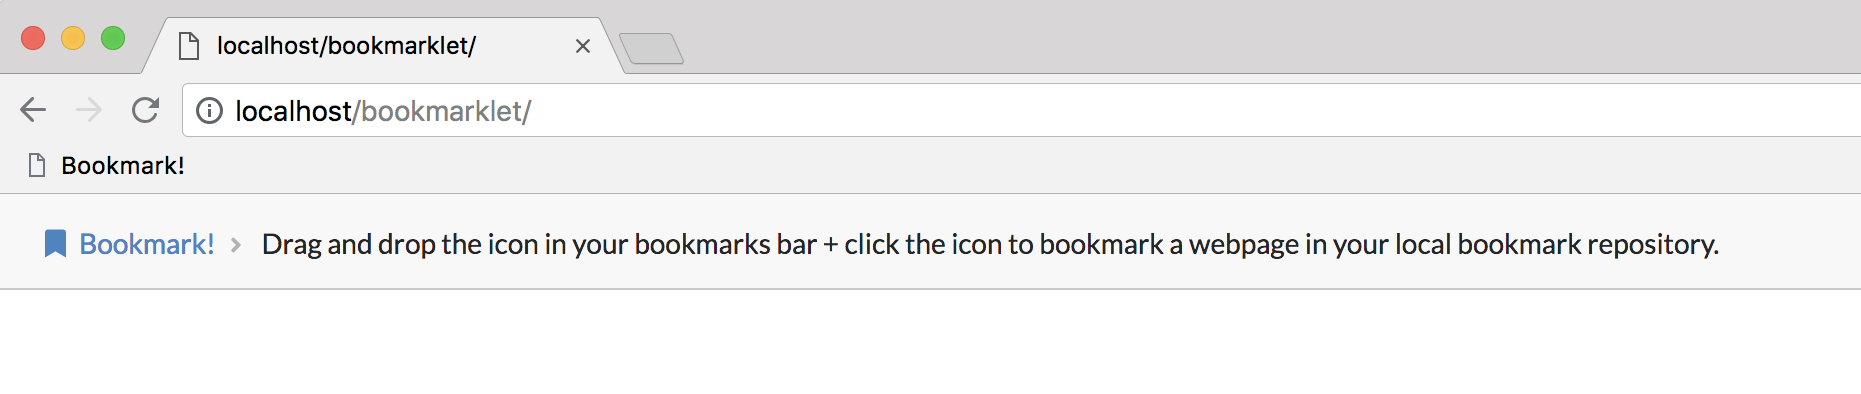 localhost/bookmarklet/
localhost/bookmarklet/
Bookmark!
Bookmark! Drag and drop the icon in your bookmarks bar + click the icon to bookmark a webpage in your local bookmark repository.